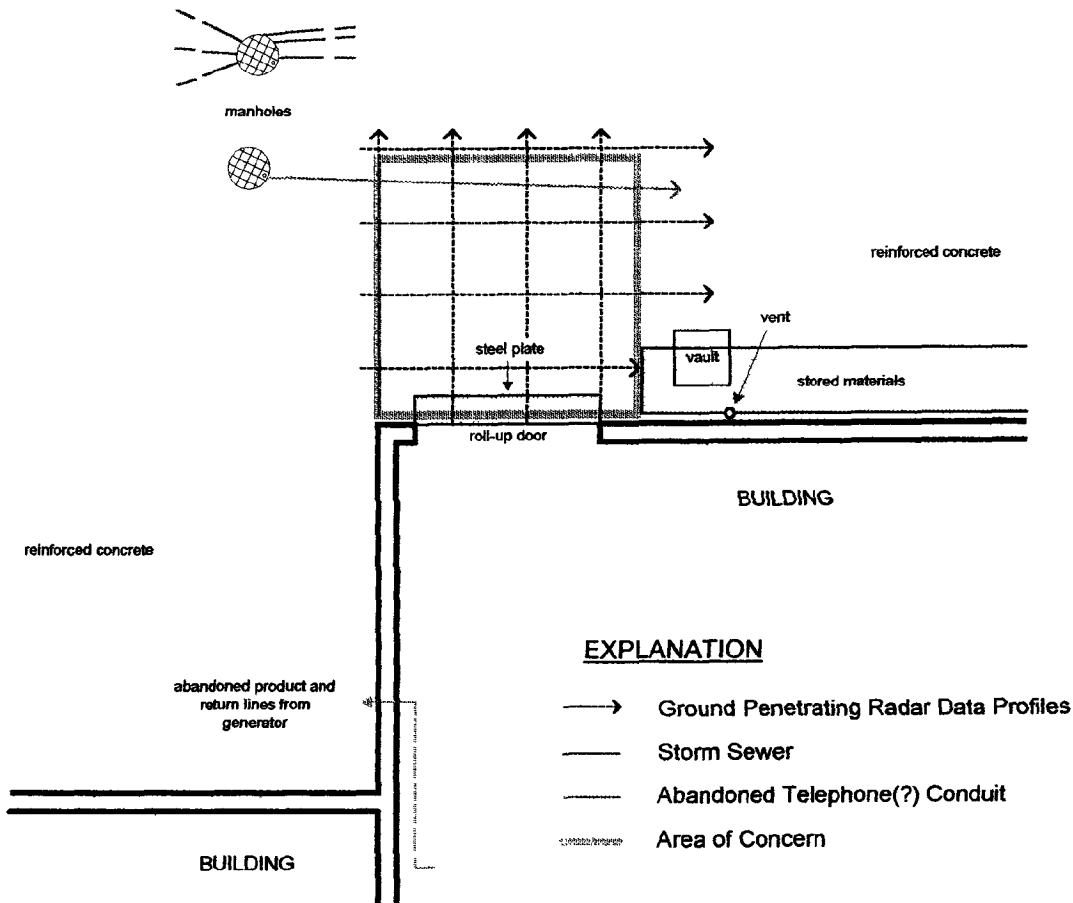 manholes
reinforced concrete
vent
steel plate
vault
stored materials
roll-up door
BUILDING
reinforced concrete
EXPLANATION
abandoned product and
return lines from
generator
Ground Penetrating Radar Data Profiles
Storm Sewer
Abandoned Telephone(?) Conduit
Area of Concern
BUILDING